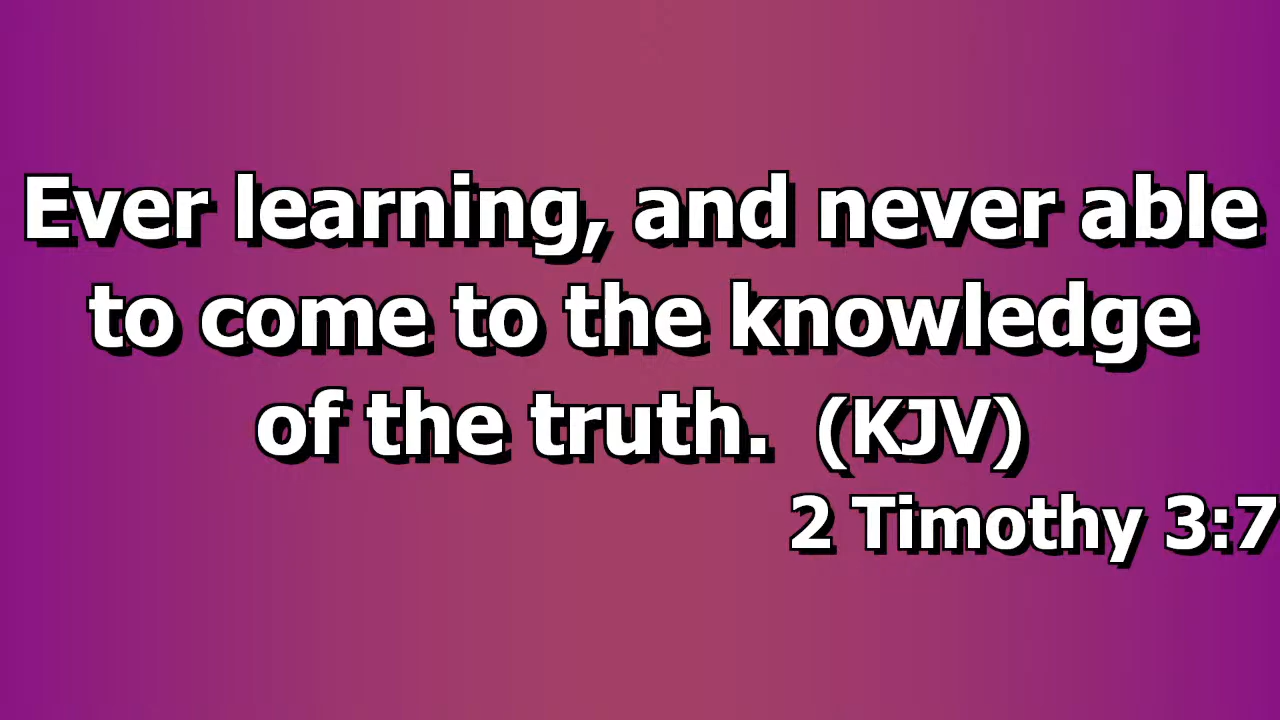 Ever learning, and never able
to come to the knowledge
of the truth. (KJV)
2 Timothy 3:7